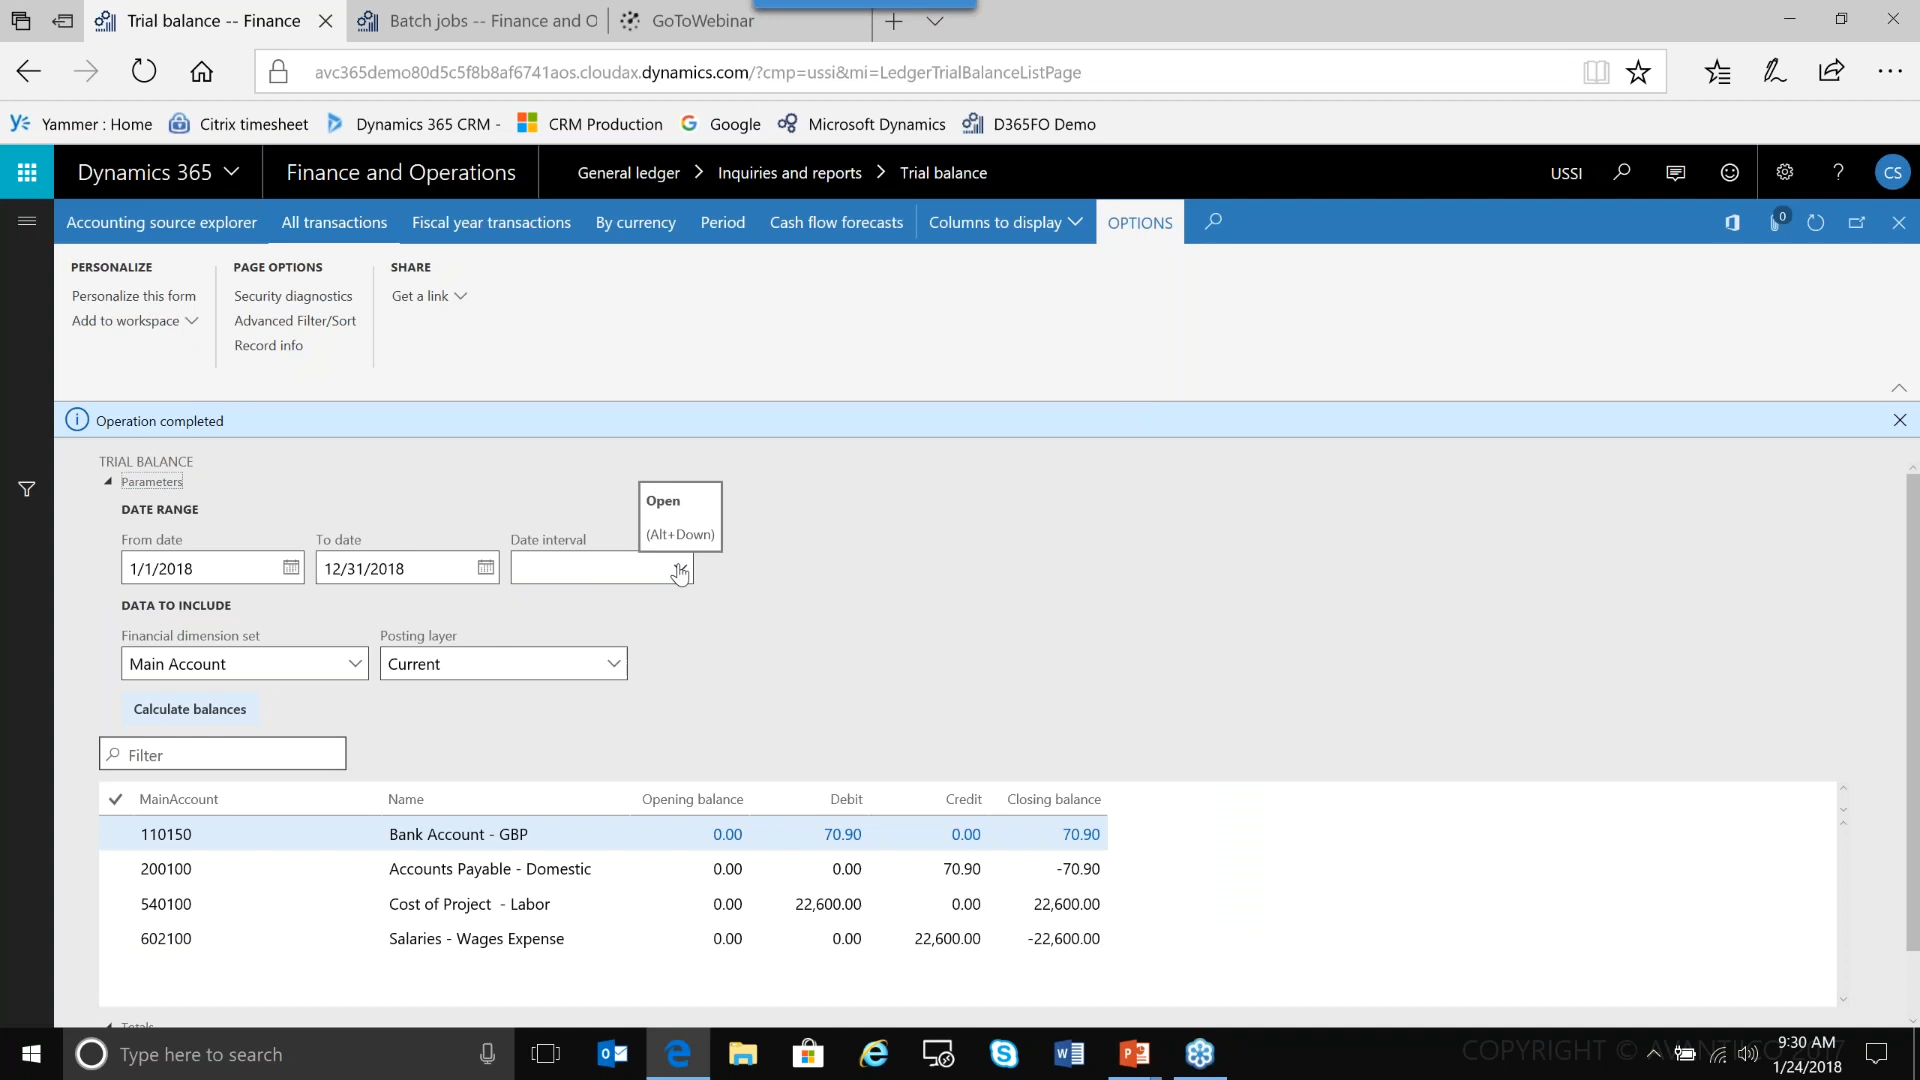 Trial balance -- Finance
Batch jobs -- Finance and O
GoToWebinar
avc365demo80d5c5f8b8af6741aos.cloudax.dynamics.com/?cmp=ussi&mi=LedgerTrialBalanceListPage
Yammer : Home
Citrix timesheet
Dynamics 365 CRM -
CRM Production
Google
Microsoft Dynamics
D365FO Demo
Dynamics 365
Finance and Operations
General ledger > Inquiries and reports > Trial balance
USSI
?
CS
Accounting source explorer
All transactions
Fiscal year transactions
By currency
Period
Cash flow forecasts
Columns to display
OPTIONS
0
PERSONALIZE
Personalize this form
Add to workspace
PAGE OPTIONS
Security diagnostics
Advanced Filter/Sort
Record info
SHARE
Get a link
Operation completed
TRIAL BALANCE
Parameters
DATE RANGE
Open
(Alt+Down)
From date To date Date interval
1/1/2018 12/31/2018
DATA TO INCLUDE
Financial dimension set Posting layer
Main Account Current
Calculate balances
Filter
MainAccount Name Opening balance Debit Credit Closing balance
110150 Bank Account - GBP 0.00 70.90 0.00 70.90
200100 Accounts Payable - Domestic 0.00 0.00 70.90 -70.90
540100 Cost of Project - Labor 0.00 22,600.00 0.00 22,600.00
602100 Salaries - Wages Expense 0.00 0.00 22,600.00 -22,600.00
Totals
Type here to search
COPYRIGHT © AVANTIICO 2017
9:30 AM
1/24/2018